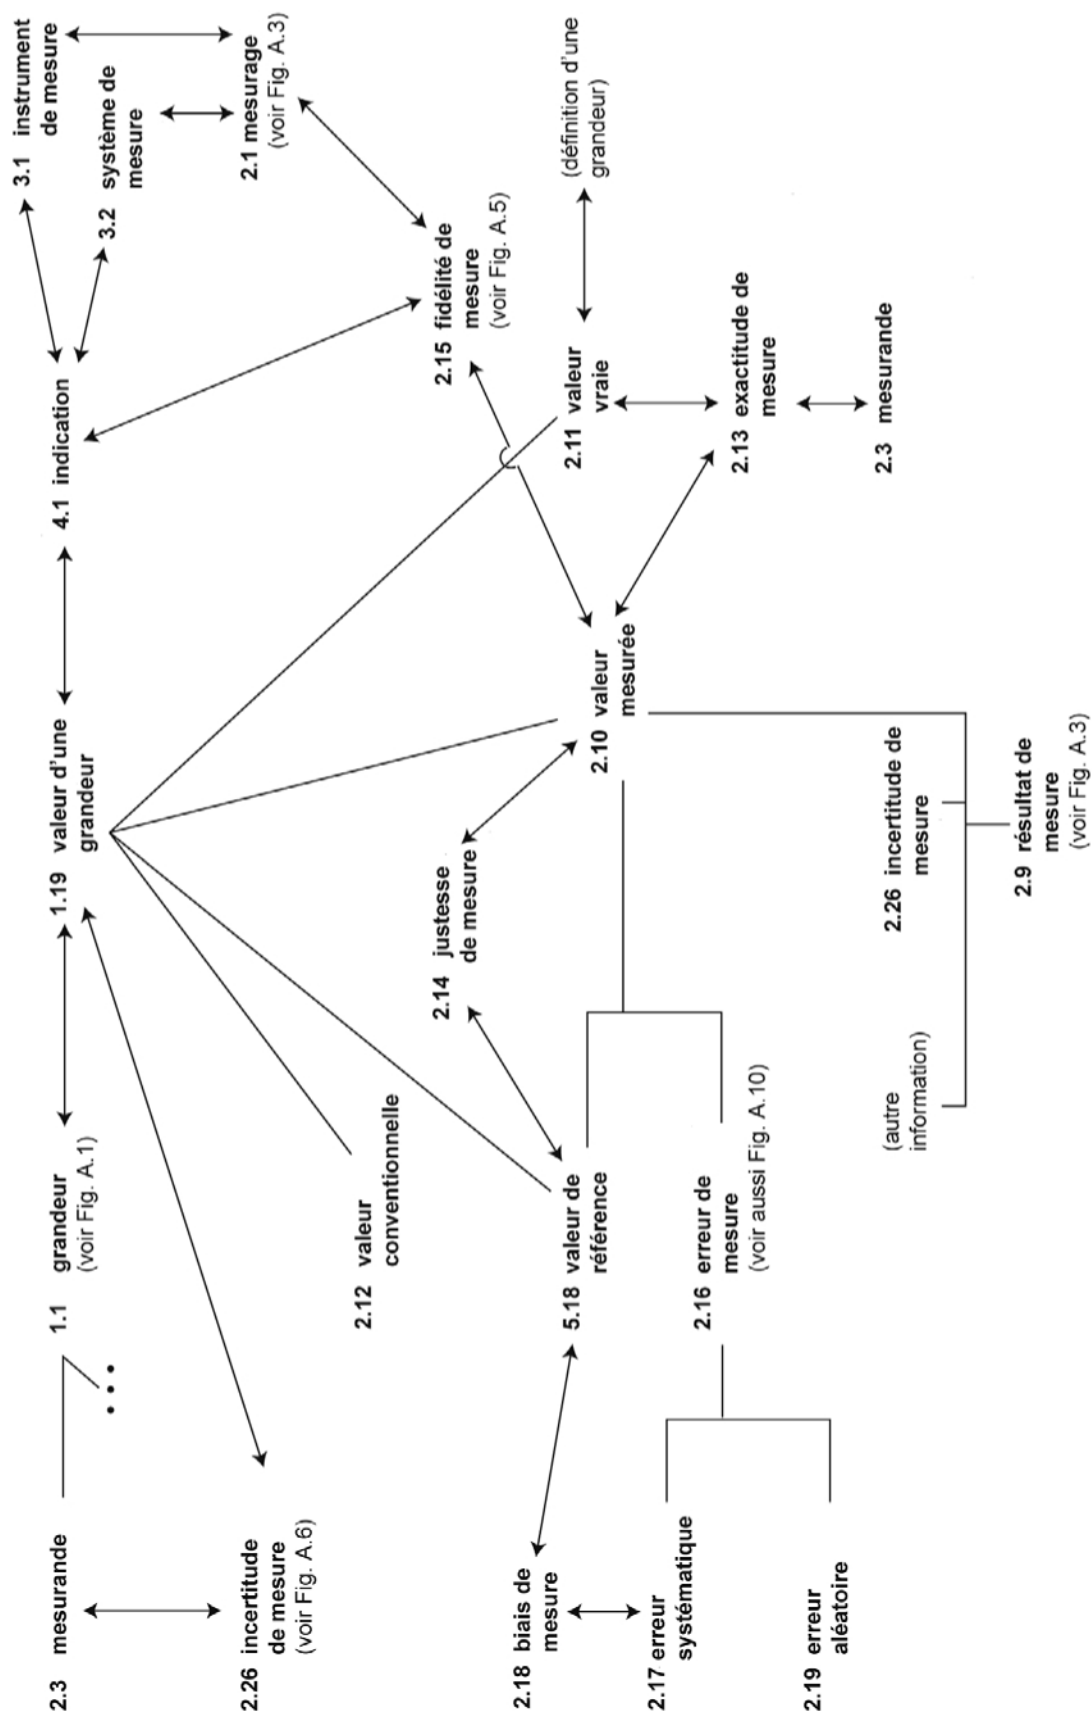 2.3 mesurande
1.1 grandeur
(voir Fig. A.1)
1.19 valeur d'une
grandeur
4.1 indication
3.1 instrument
de mesure
3.2 système de
mesure
2.26 incertitude
de mesure
(voir Fig. A.6)
2.1 mesurage
(voir Fig. A.3)
2.12 valeur
conventionnelle
2.14 justesse
de mesure
2.15 fidélité de
mesure
(voir Fig. A.5)
2.18 biais de
mesure
5.18 valeur de
référence
2.10 valeur
mesurée
2.11 valeur
vraie
(définition d'une
grandeur)
2.17 erreur
systématique
2.16 erreur de
mesure
(voir aussi Fig. A.10)
2.13 exactitude de
mesure
2.19 erreur
aléatoire
2.3 mesurande
(autre
information)
2.26 incertitude de
mesure
2.9 résultat de
mesure
(voir Fig. A.3)